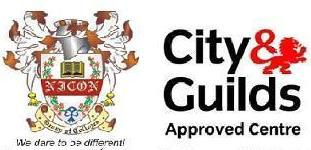 NICON
We dare to be different!
City&
Guilds
Approved Centre